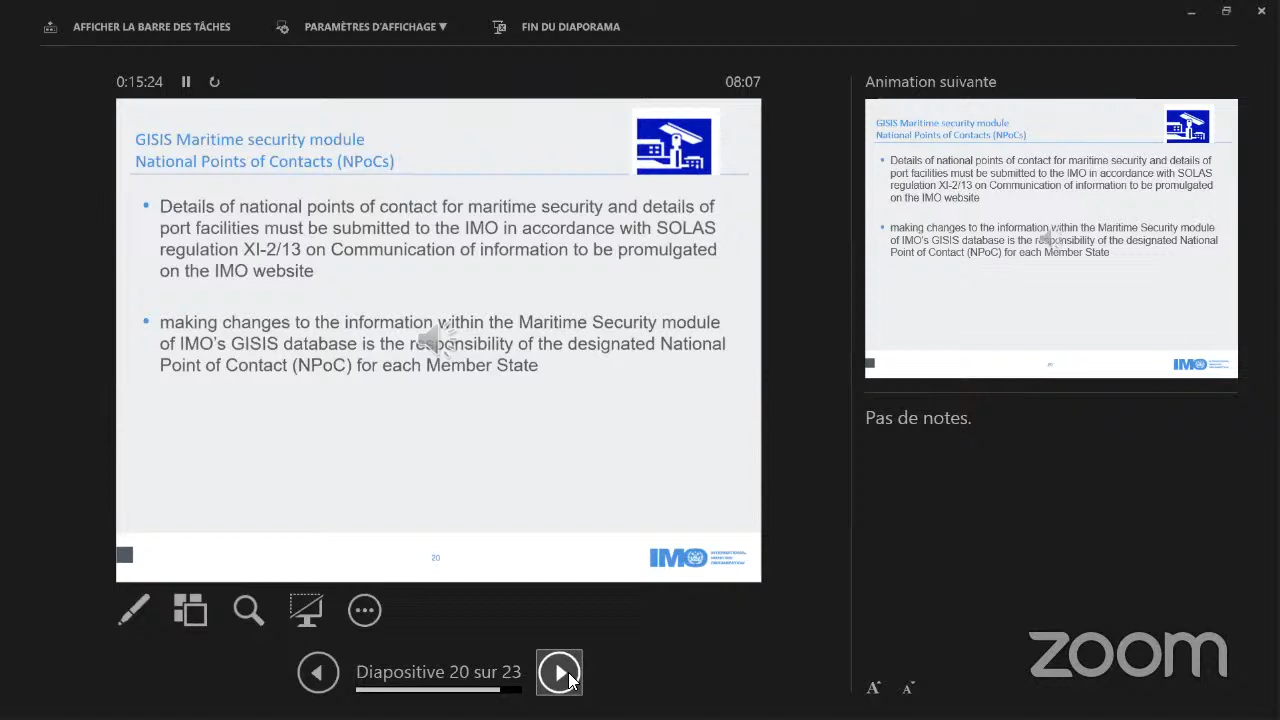 AFFICHER LA BARRE DES TÂCHES
PARAMÈTRES D'AFFICHAGE ▼
FIN DU DIAPORAMA
0:15:24
08:07
GISIS Maritime security module
National Points of Contacts (NPoCs)
• Details of national points of contact for maritime security and details of
port facilities must be submitted to the IMO in accordance with SOLAS
regulation XI-2/13 on Communication of information to be promulgated
on the IMO website
• making changes to the information within the Maritime Security module
of IMO's GISIS database is the responsibility of the designated National
Point of Contact (NPoC) for each Member State
20
IMO
INTERNATIONAL
MARITIME
ORGANIZATION
Diapositive 20 sur 23
Animation suivante
GISIS Maritime security module
National Points of Contacts (NPoCs)
• Details of national points of contact for maritime security and details of
port facilities must be submitted to the IMO in accordance with SOLAS
regulation XI-2/13 on Communication of information to be promulgated
on the IMO website
• making changes to the information within the Maritime Security module
of IMO's GISIS database is the responsibility of the designated National
Point of Contact (NPoC) for each Member State
IMO
Pas de notes.
A A
zoom